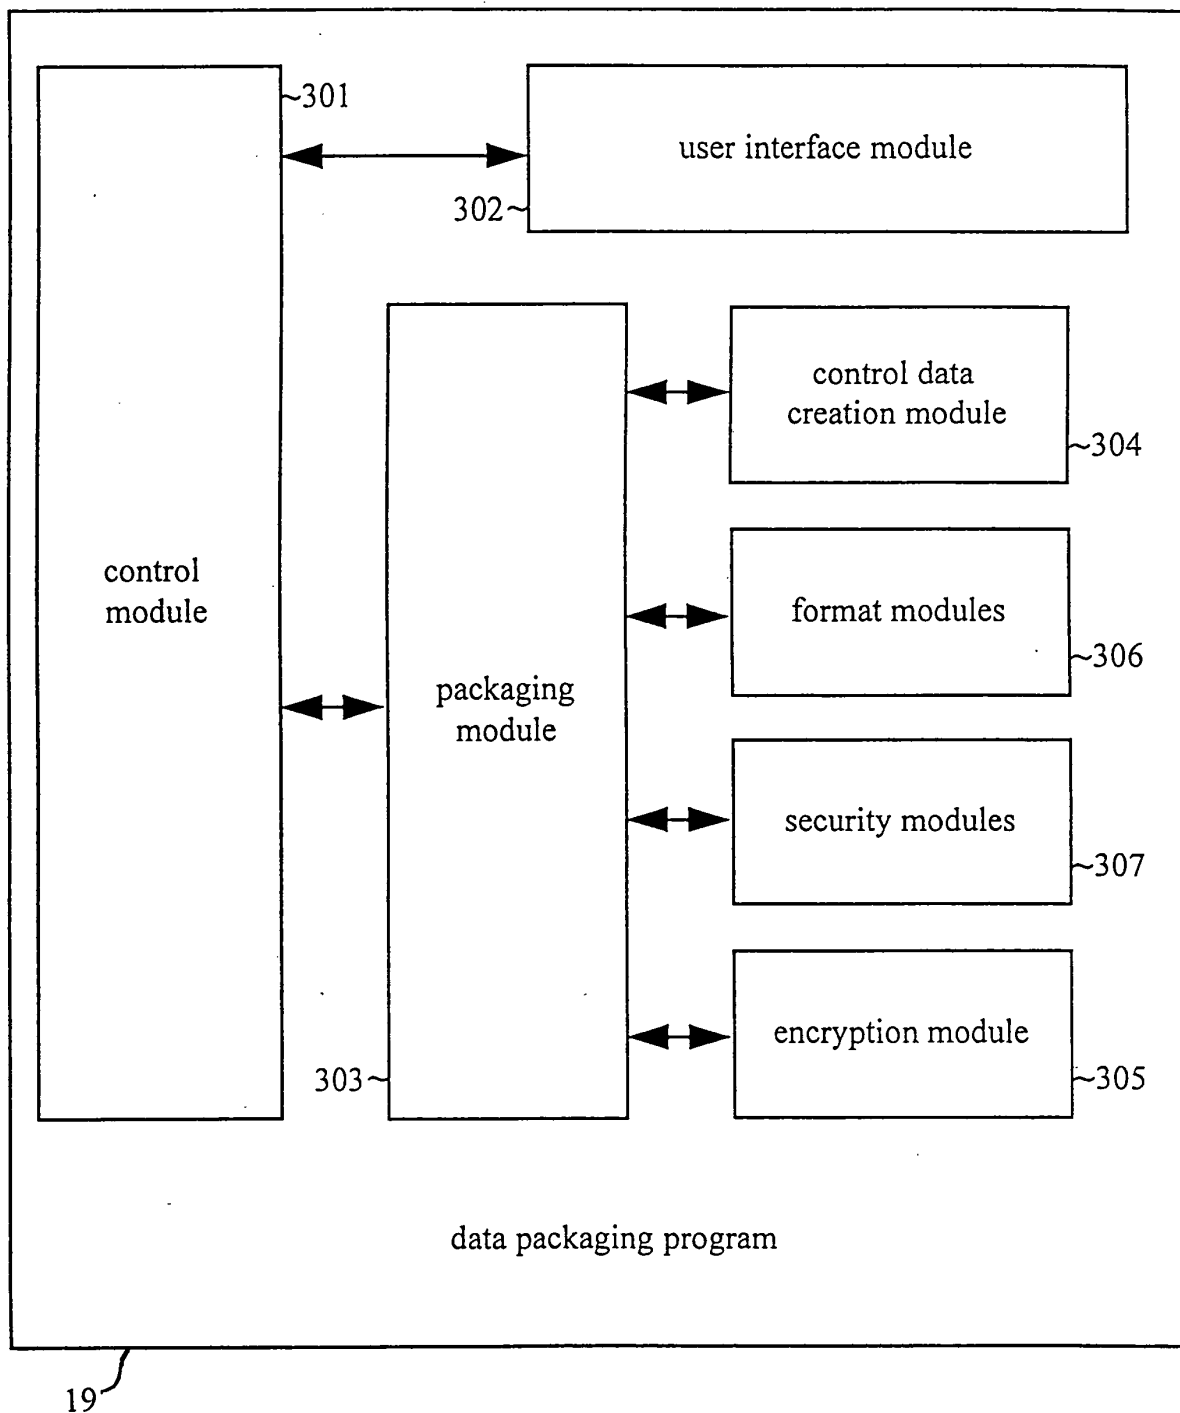 301
user interface module
302
control data
creation module
304
control
module
format modules
306
packaging
module
security modules
307
encryption module
303
305
data packaging program
19